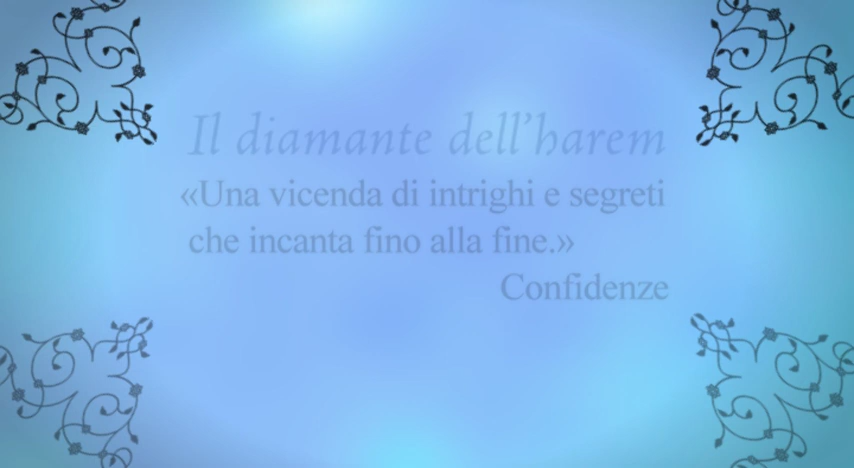 Il diamante dell'harem
«Una vicenda di intrighi e segreti
che incanta fino alla fine.»
Confidenze